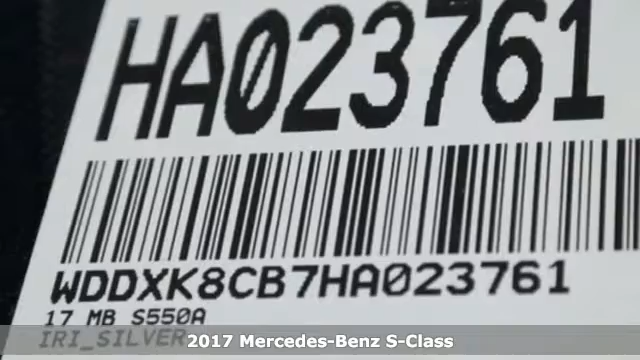 HA023761
WDDXK8CB7HA023761
17 MB S550A
IRI_SILVER
2017 Mercedes-Benz S-Class